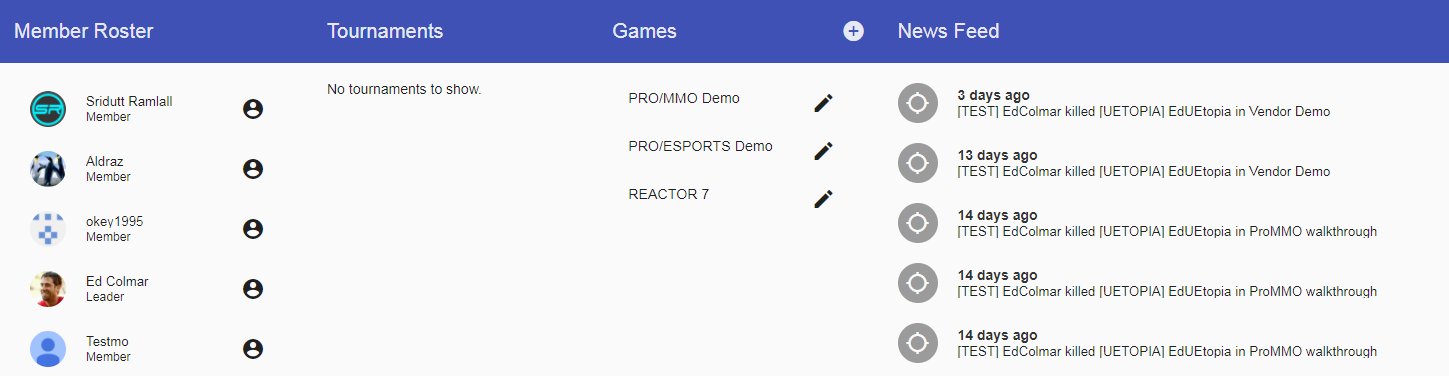 Member Roster
Sridutt Ramlall
Member
Aldraz
Member
okey1995
Member
Ed Colmar
Leader
Testmo
Member
Tournaments
No tournaments to show.
Games
PRO/MMO Demo
PRO/ESPORTS Demo
REACTOR 7
News Feed
3 days ago
[TEST] EdColmar killed [UETOPIA] EdUEtopia in Vendor Demo
13 days ago
[TEST] EdColmar killed [UETOPIA] EdUEtopia in Vendor Demo
14 days ago
[TEST] EdColmar killed [UETOPIA] EdUEtopia in ProMMO walkthrough
14 days ago
[TEST] EdColmar killed [UETOPIA] EdUEtopia in ProMMO walkthrough
14 days ago
[TEST] EdColmar killed [UETOPIA] EdUEtopia in ProMMO walkthrough
SR